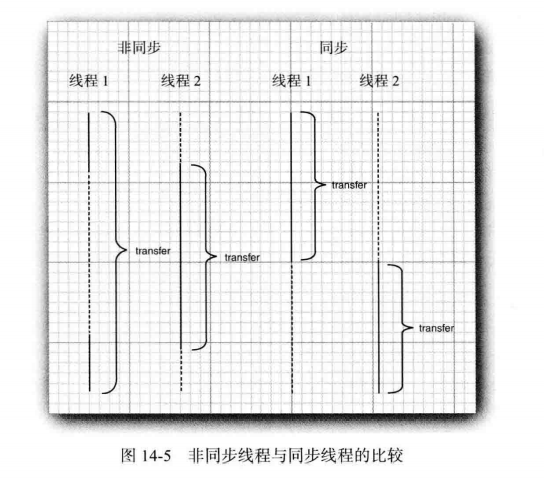 非同步 同步
线程 1 线程 2 线程 1 线程 2
transfer
transfer
transfer
transfer
图 14-5 非同步线程与同步线程的比较